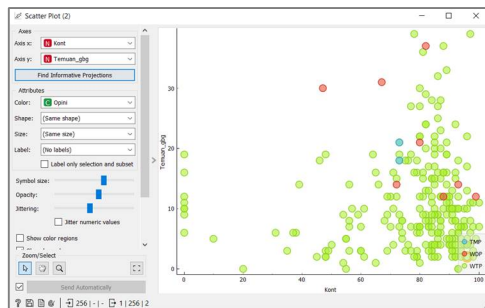 Scatter Plot (2)
Axes
Axis x: N Kont
Axis y: N Temuan_gbg
Find Informative Projections
Attributes
Color: C Opini
Shape: (Same shape)
Size: (Same size)
Label: (No labels)
Label only selection and subset
Symbol size:
Opacity:
Jittering:
Jitter numeric values
Show color regions
Zoom/Select
Send Automatically
256 | - | - 1 | 256 | 2
Temuan_gbg
30
20
10
0
0
20
40
60
80
100
Kont
TMP
WDP
WTP